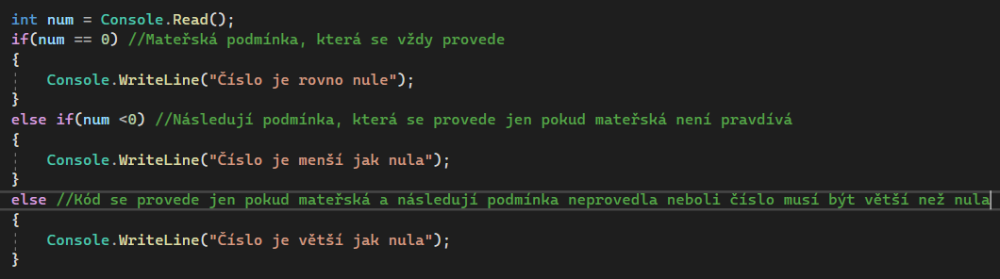 int num = Console.Read();
if(num == 0) //Mateřská podmínka, která se vždy provede
{
    Console.WriteLine("Číslo je rovno nule");
}
else if(num <0) //Následují podmínka, která se provede jen pokud mateřská není pravdívá
{
    Console.WriteLine("Číslo je menší jak nula");
}
else //Kód se provede jen pokud mateřská a následují podmínka neprovedla neboli číslo musí být větší než nula
{
    Console.WriteLine("Číslo je větší jak nula");
}